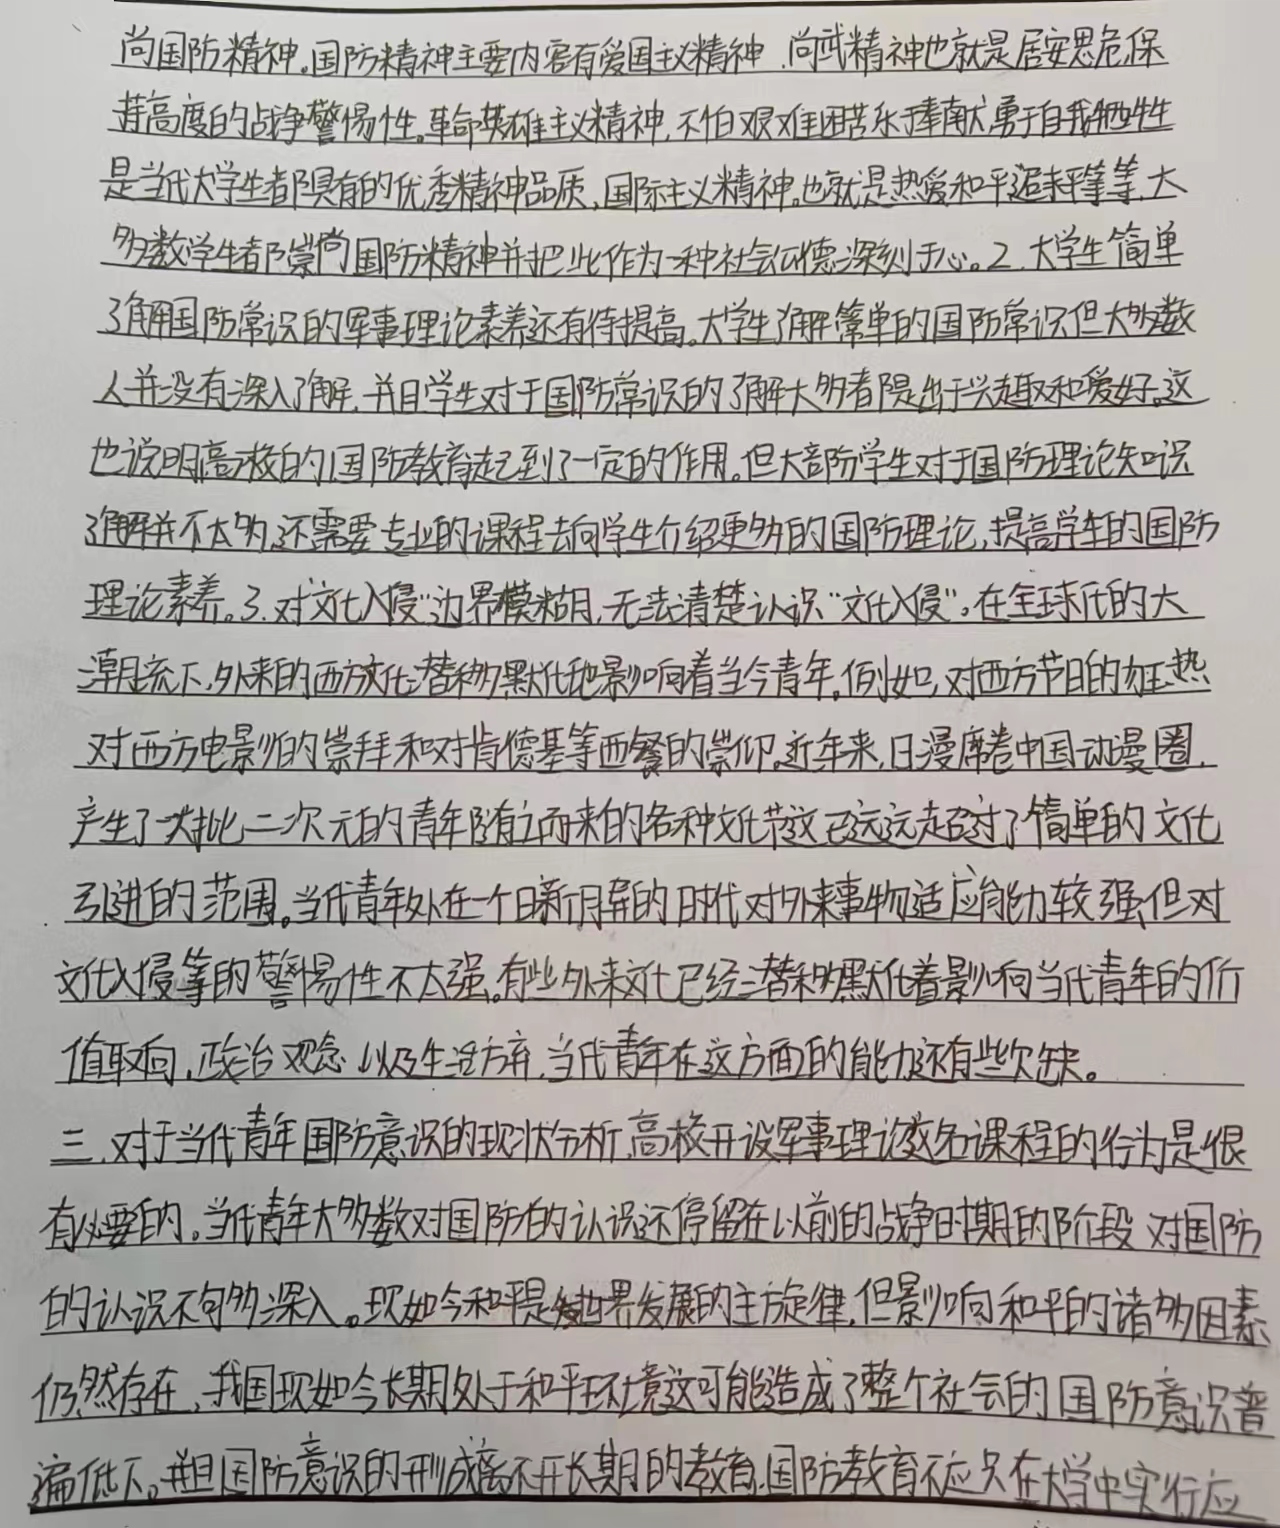 尚国防精神。国防精神主要内容有爱国主义精神、尚武精神也就是居安思危,保
持高度的战争警惕性。革命英雄主义精神,不怕艰难困苦乐于奉献勇于自我牺牲
是当代大学生都具有的优秀精神品质,国际主义精神。也就是热爱和平追求平等等,大
多数学生都崇尚国防精神并把此作为一种社会公德深刻于心。2.大学生简单
了解国防常识的军事理论素养还有待提高。大学生了解简单的国防常识但大多数
人并没有深入了解,并且学生对于国防常识的了解大多都是出于兴趣和爱好。这
也说明高校的国防教育起到了一定的作用。但大部防学生对于国防理论知识
了解并不太多,还需要专业的课程去向学生介绍更多的国防理论,提高学生的国防
理论素养。3.对“文化入侵”边界模糊,无法清楚认识“文化入侵”。在全球化的大
潮流下,外来的西方文化潜移默化地影响着当今青年。例如,对西方节日的狂热
对西方电影的崇拜和对肯德基等西餐的崇仰。近年来,日漫席卷中国动漫圈,
产生了一大批二次元的青年随之而来的各种文化节这已远远超过了简单的文化
引进的范围。当代青年处在一个日新月异的时代对外来事物适应能力较强,但对
文化入侵等的警惕性不太强。有些外来文化已经潜移默化着影响当代青年的价
值取向,政治观念以及生活方弃,当代青年在这方面的能力还有些欠缺。
三.对于当代青年国防意识的现状分析,高校开设军事理论这名课程的行为是很
有必要的。当代青年大多数对国防的认识还停留在以前的战争时期的阶段对国防
的认识不句多深入。现如今和平是世界发展的主旋律,但影响和平的诸多因素
仍然存在,我国现如今长期处于和平环境这可能造成了整个社会的国防意识普
遍低下。并且国防意识的形成离不开长期的教育,国防教育不应只在大学中实行应